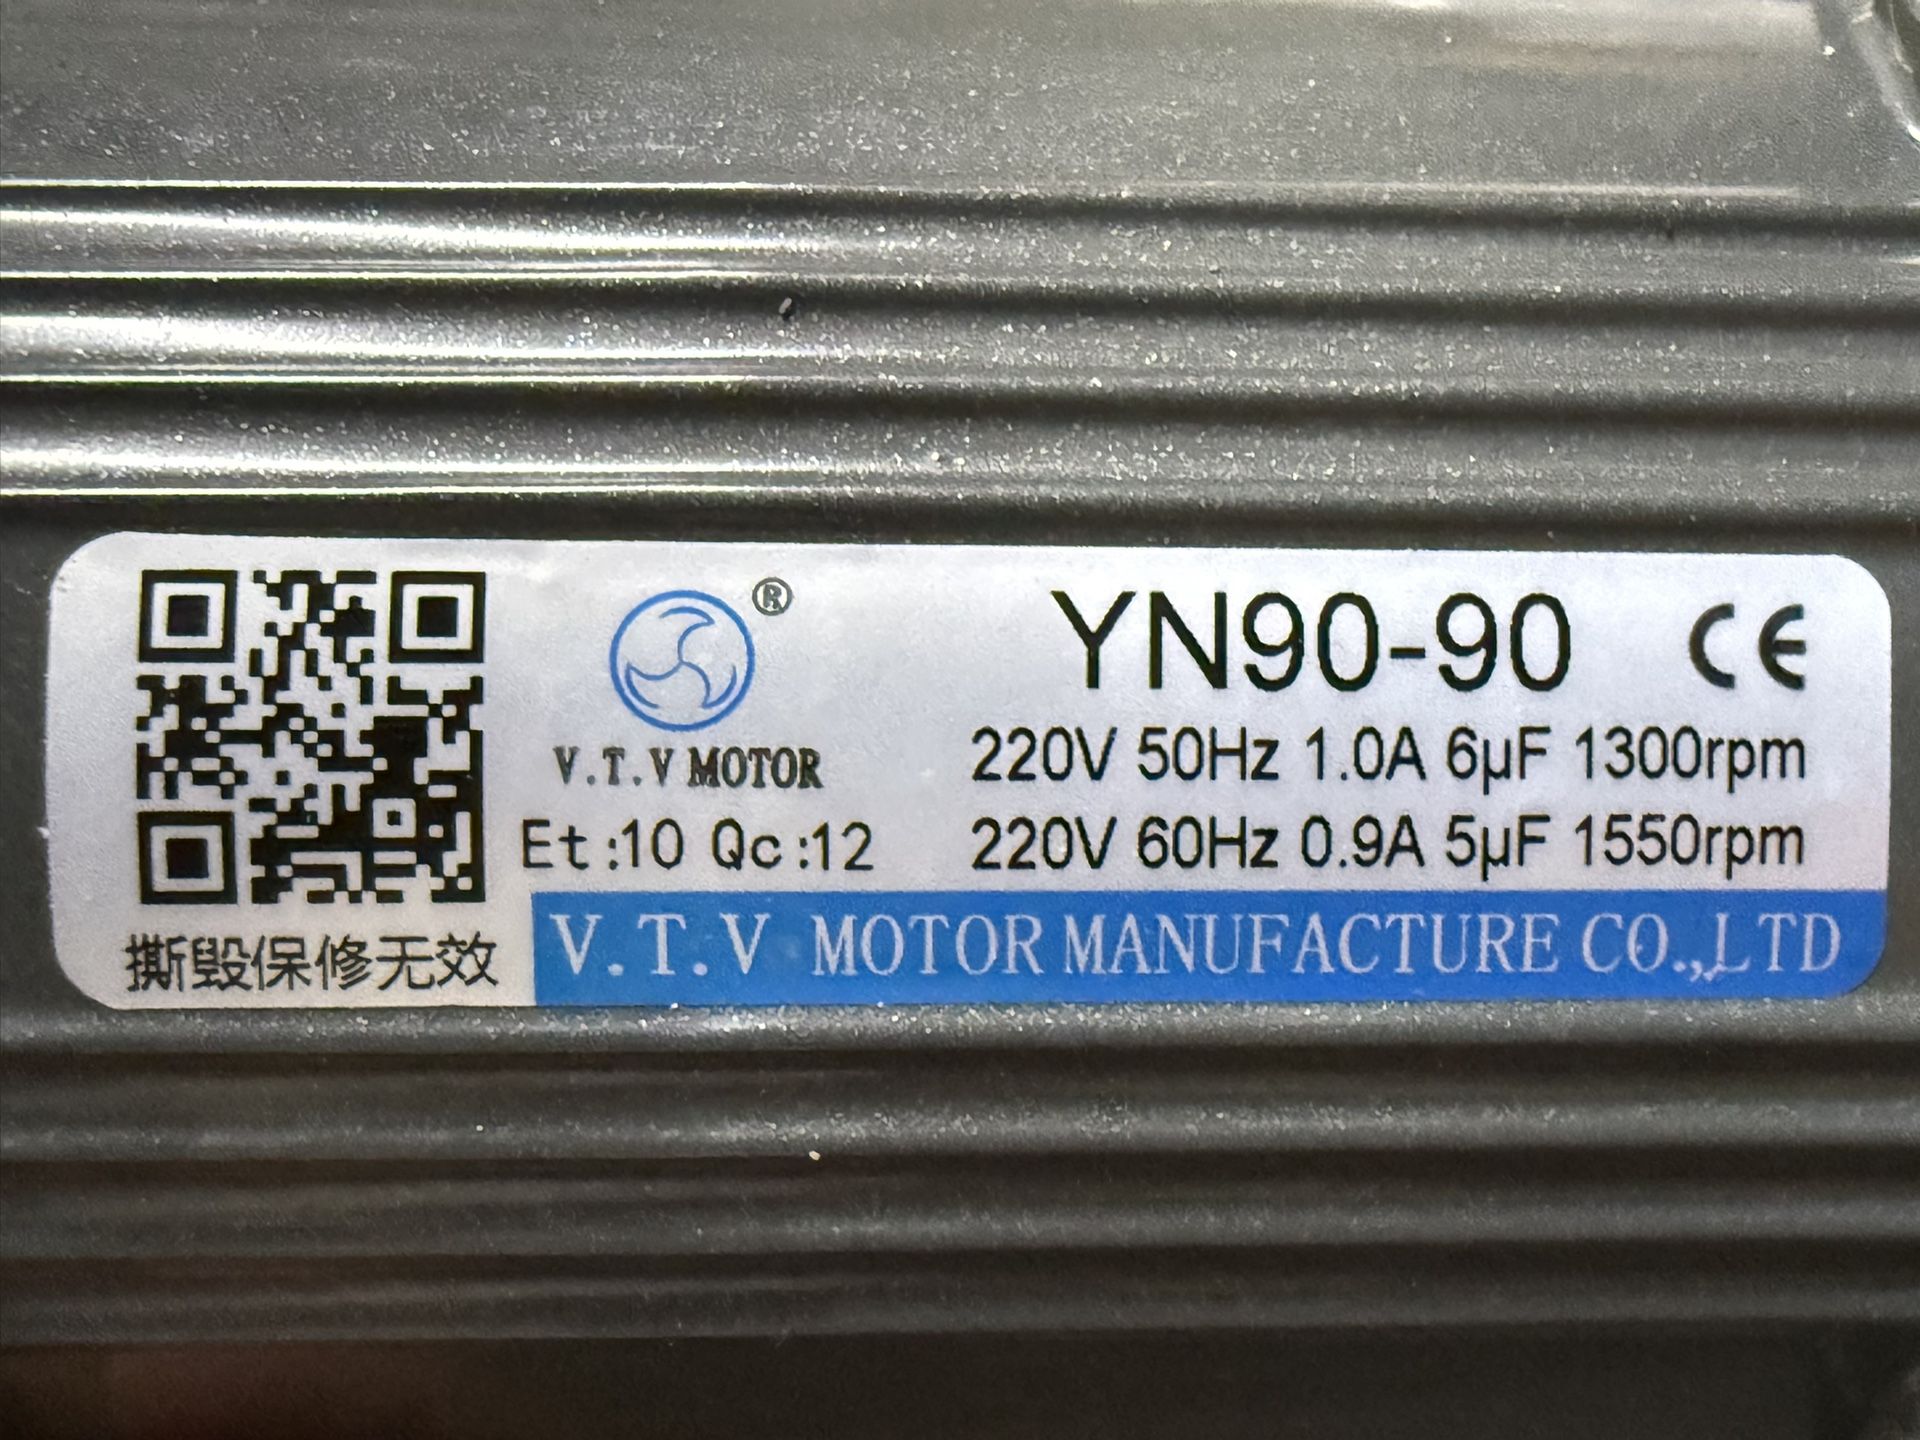 ®
YN90-90 CE
V.T.V MOTOR
220V 50Hz 1.0A 6μF 1300rpm
Et:10 Qc:12
220V 60Hz 0.9A 5μF 1550rpm
撕毁保修无效
V.T.V MOTOR MANUFACTURE CO.,LTD